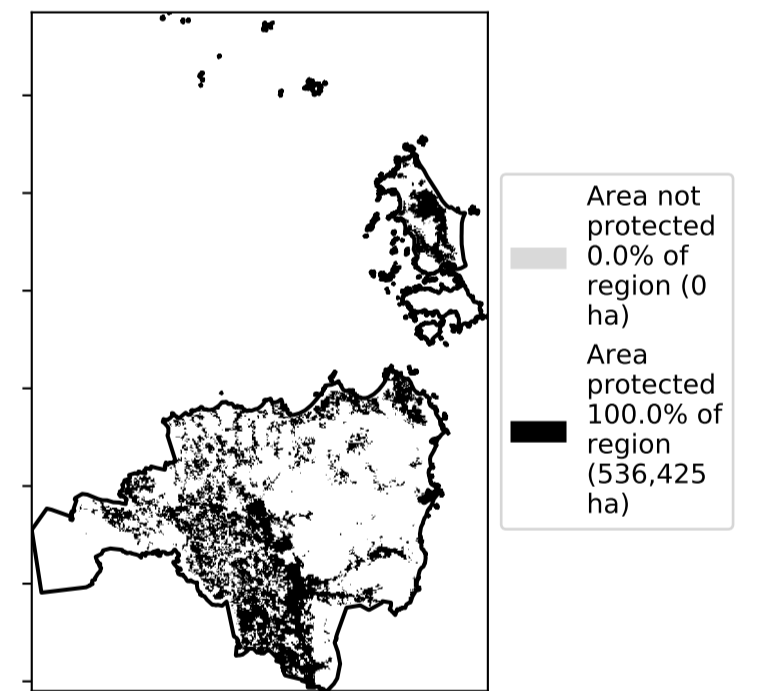 Area not
protected
0.0% of
region (0
ha)
Area
protected
100.0% of
region
(536,425
ha)